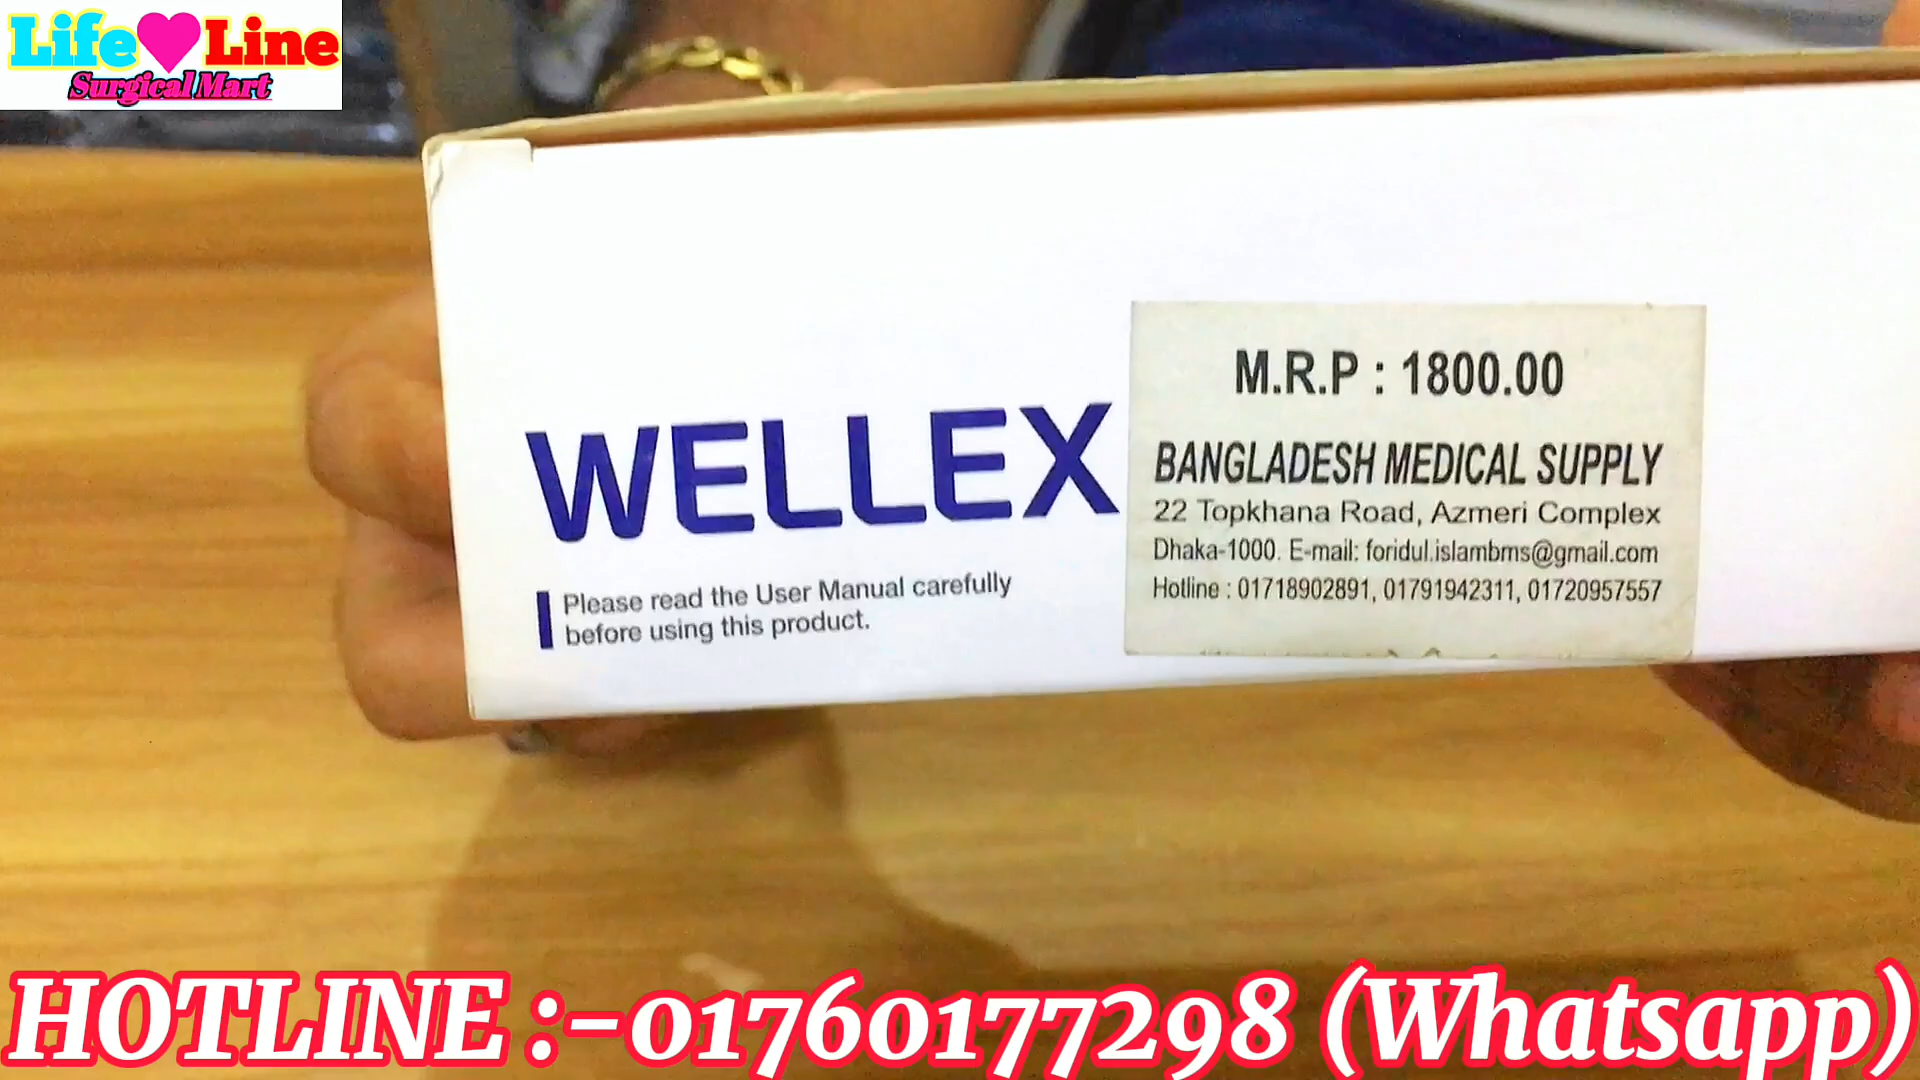 Life Line
Surgical Mart
WELLEX
Please read the User Manual carefully
before using this product.
M.R.P : 1800.00
BANGLADESH MEDICAL SUPPLY
22 Topkhana Road, Azmeri Complex
Dhaka-1000. E-mail: foridul.islambms@gmail.com
Hotline : 01718902891, 01791942311, 01720957557
HOTLINE :-01760177298 (Whatsapp)